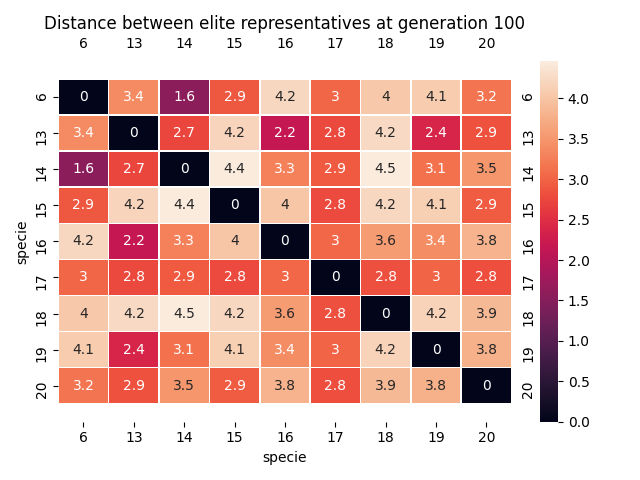 Distance between elite representatives at generation 100
6 13 14 15 16 17 18 19 20
6 0 3.4 1.6 2.9 4.2 3 4 4.1 3.2 6
13 3.4 0 2.7 4.2 2.2 2.8 4.2 2.4 2.9 13
14 1.6 2.7 0 4.4 3.3 2.9 4.5 3.1 3.5 14
15 2.9 4.2 4.4 0 4 2.8 4.2 4.1 2.9 15
16 4.2 2.2 3.3 4 0 3 3.6 3.4 3.8 16
17 3 2.8 2.9 2.8 3 0 2.8 3 2.8 17
18 4 4.2 4.5 4.2 3.6 2.8 0 4.2 3.9 18
19 4.1 2.4 3.1 4.1 3.4 3 4.2 0 3.8 19
20 3.2 2.9 3.5 2.9 3.8 2.8 3.9 3.8 0 20
6 13 14 15 16 17 18 19 20
specie
specie
4.0
3.5
3.0
2.5
2.0
1.5
1.0
0.5
0.0